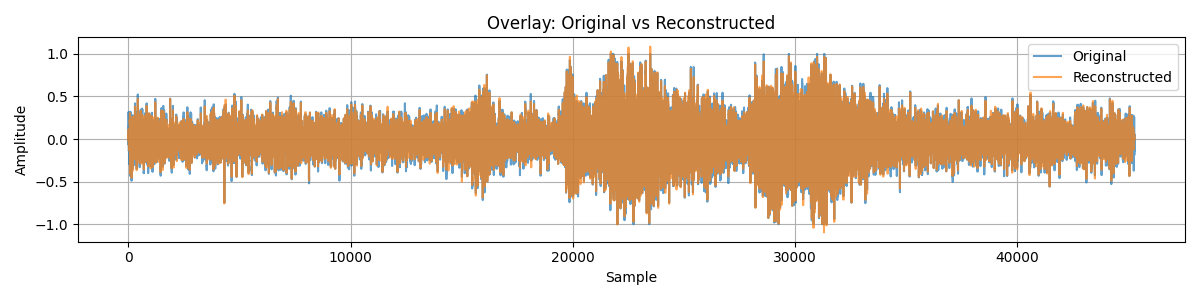 Overlay: Original vs Reconstructed
Original
Reconstructed
Amplitude
1.0
0.5
0.0
−0.5
−1.0
0
10000
20000
30000
40000
Sample